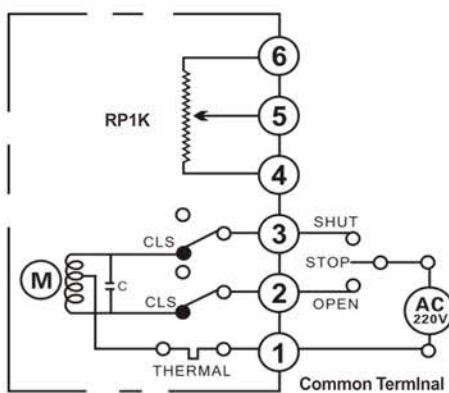 6
RP1K
5
4
CLS
3
SHUT
STOP
M
C
CLS
2
OPEN
AC
220V
1
THERMAL
Common Terminal